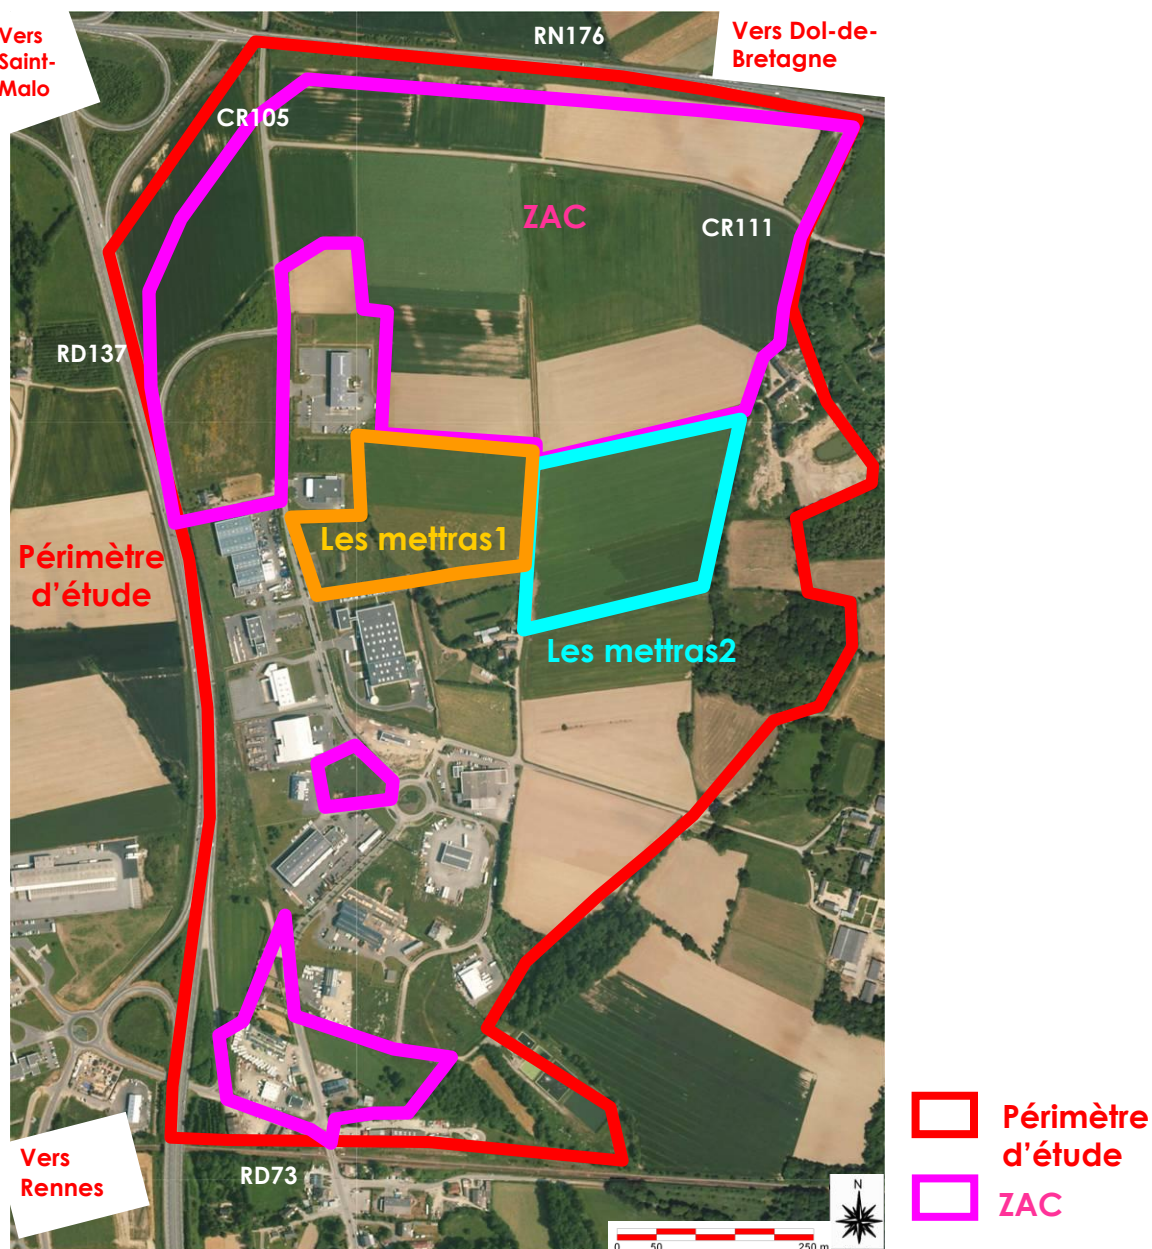 Vers
Saint-
Malo
RN176
Vers Dol-de-
Bretagne
CR105
ZAC
CR111
RD137
Les mettras1
Périmètre
d'étude
Les mettras2
Vers
Rennes
RD73
N
0 50 250 m
Périmètre
d'étude
ZAC